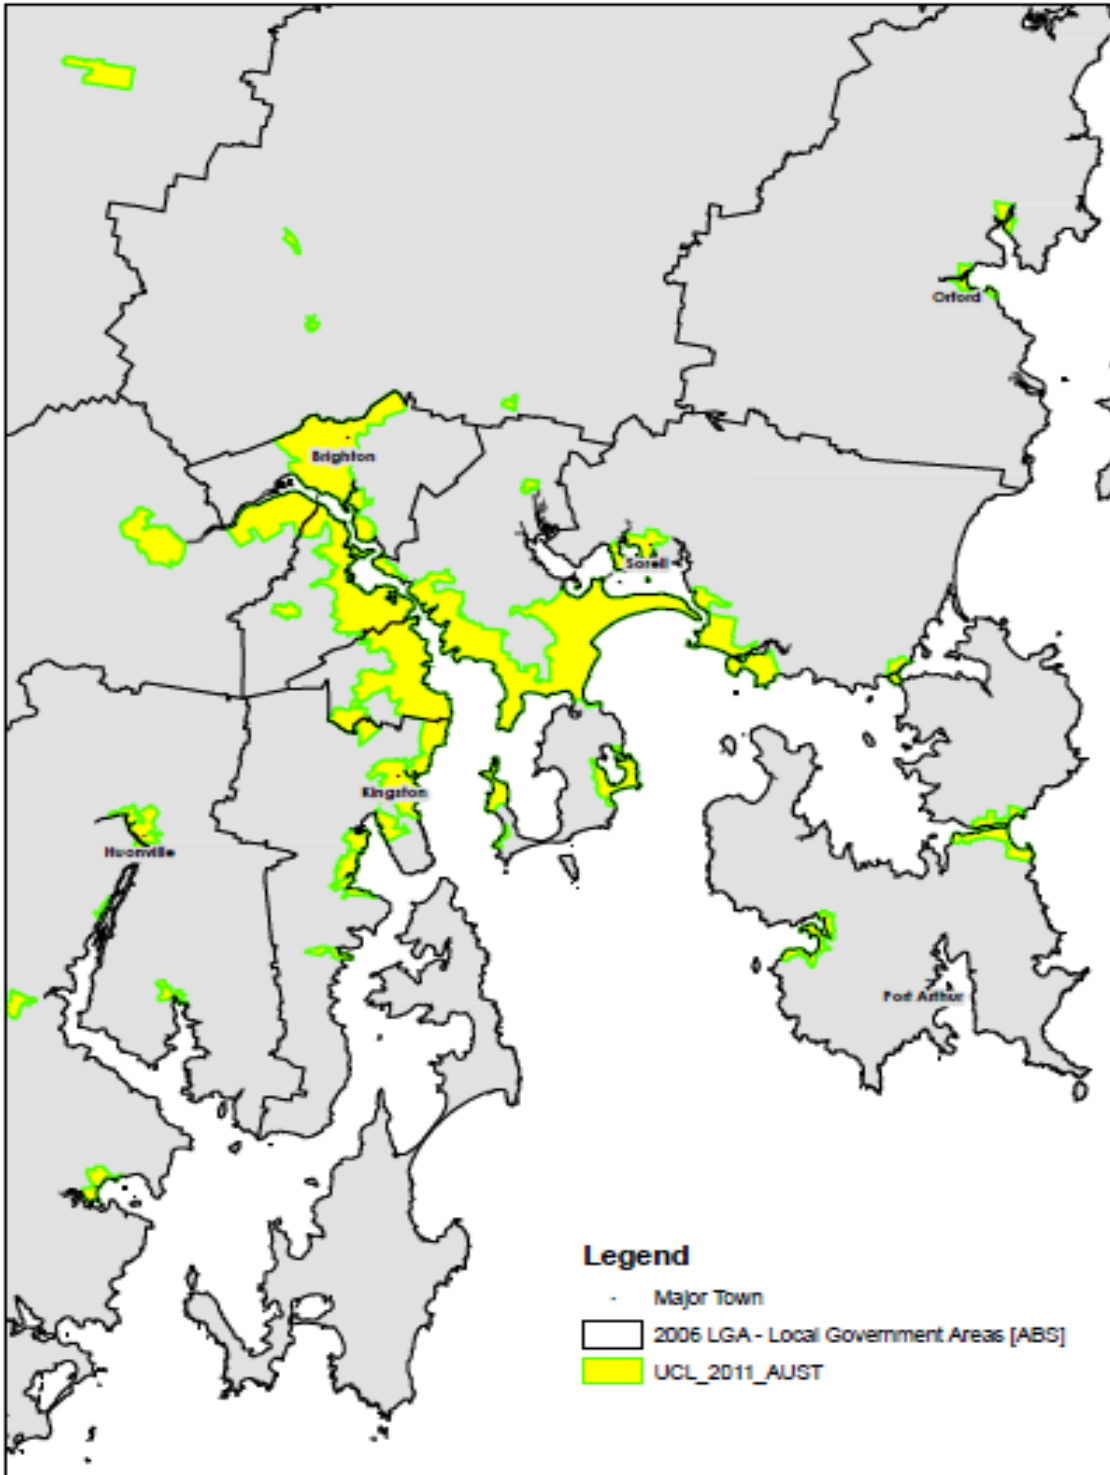 Orford
Brighton
Sorell
Kingston
Huonville
Port Arthur
Legend
Major Town
2006 LGA - Local Government Areas [ABS]
UCL_2011_AUST